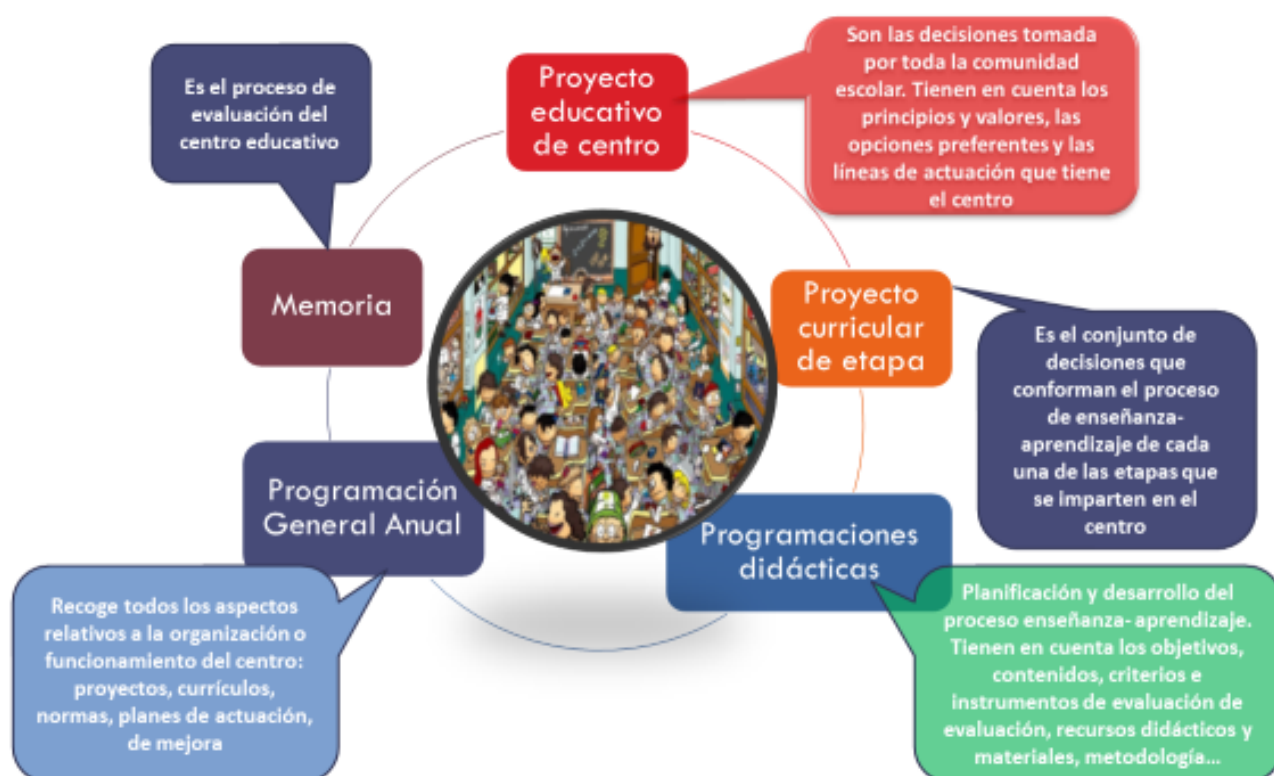 Proyecto
educativo
de centro
Son las decisiones tomada
por toda la comunidad
escolar. Tienen en cuenta los
principios y valores, las
opciones preferentes y las
líneas de actuación que tiene
el centro
Proyecto
curricular
de etapa
Es el conjunto de
decisiones que
conforman el proceso
de enseñanza-
aprendizaje de cada
una de las etapas que
se imparten en el
centro
Programaciones
didácticas
Planificación y desarrollo del
proceso enseñanza- aprendizaje.
Tienen en cuenta los objetivos,
contenidos, criterios e
instrumentos de evaluación de
evaluación, recursos didácticos y
materiales, metodología...
Programación
General Anual
Recoge todos los aspectos
relativos a la organización o
funcionamiento del centro:
proyectos, currículos,
normas, planes de actuación,
de mejora
Memoria
Es el proceso de
evaluación del
centro educativo